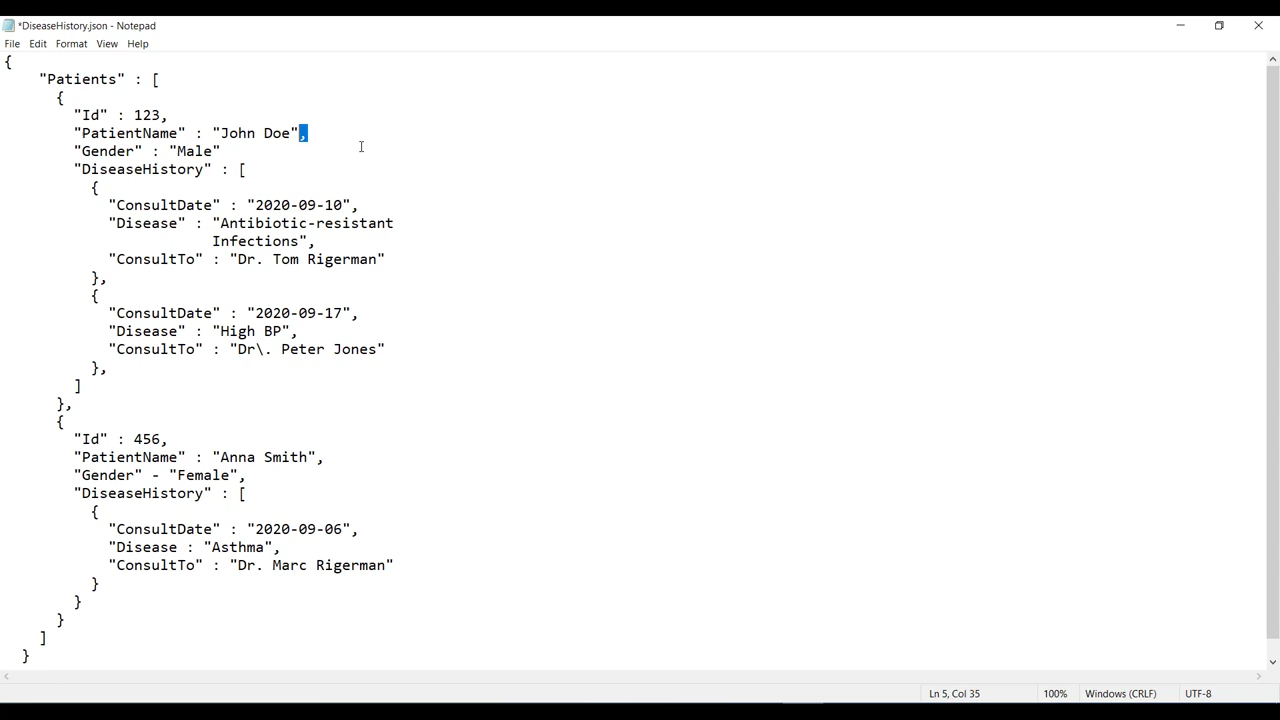 *DiseaseHistory.json - Notepad
File Edit Format View Help
{
"Patients" : [
{
"Id" : 123,
"PatientName" : "John Doe",
"Gender" : "Male"
"DiseaseHistory" : [
{
"ConsultDate" : "2020-09-10",
"Disease" : "Antibiotic-resistant
Infections",
"ConsultTo" : "Dr. Tom Rigerman"
},
{
"ConsultDate" : "2020-09-17",
"Disease" : "High BP",
"ConsultTo" : "Dr\. Peter Jones"
},
]
},
{
"Id" : 456,
"PatientName" : "Anna Smith",
"Gender" - "Female",
"DiseaseHistory" : [
{
"ConsultDate" : "2020-09-06",
"Disease : "Asthma",
"ConsultTo" : "Dr. Marc Rigerman"
}
}
}
]
}
Ln 5, Col 35 100% Windows (CRLF) UTF-8